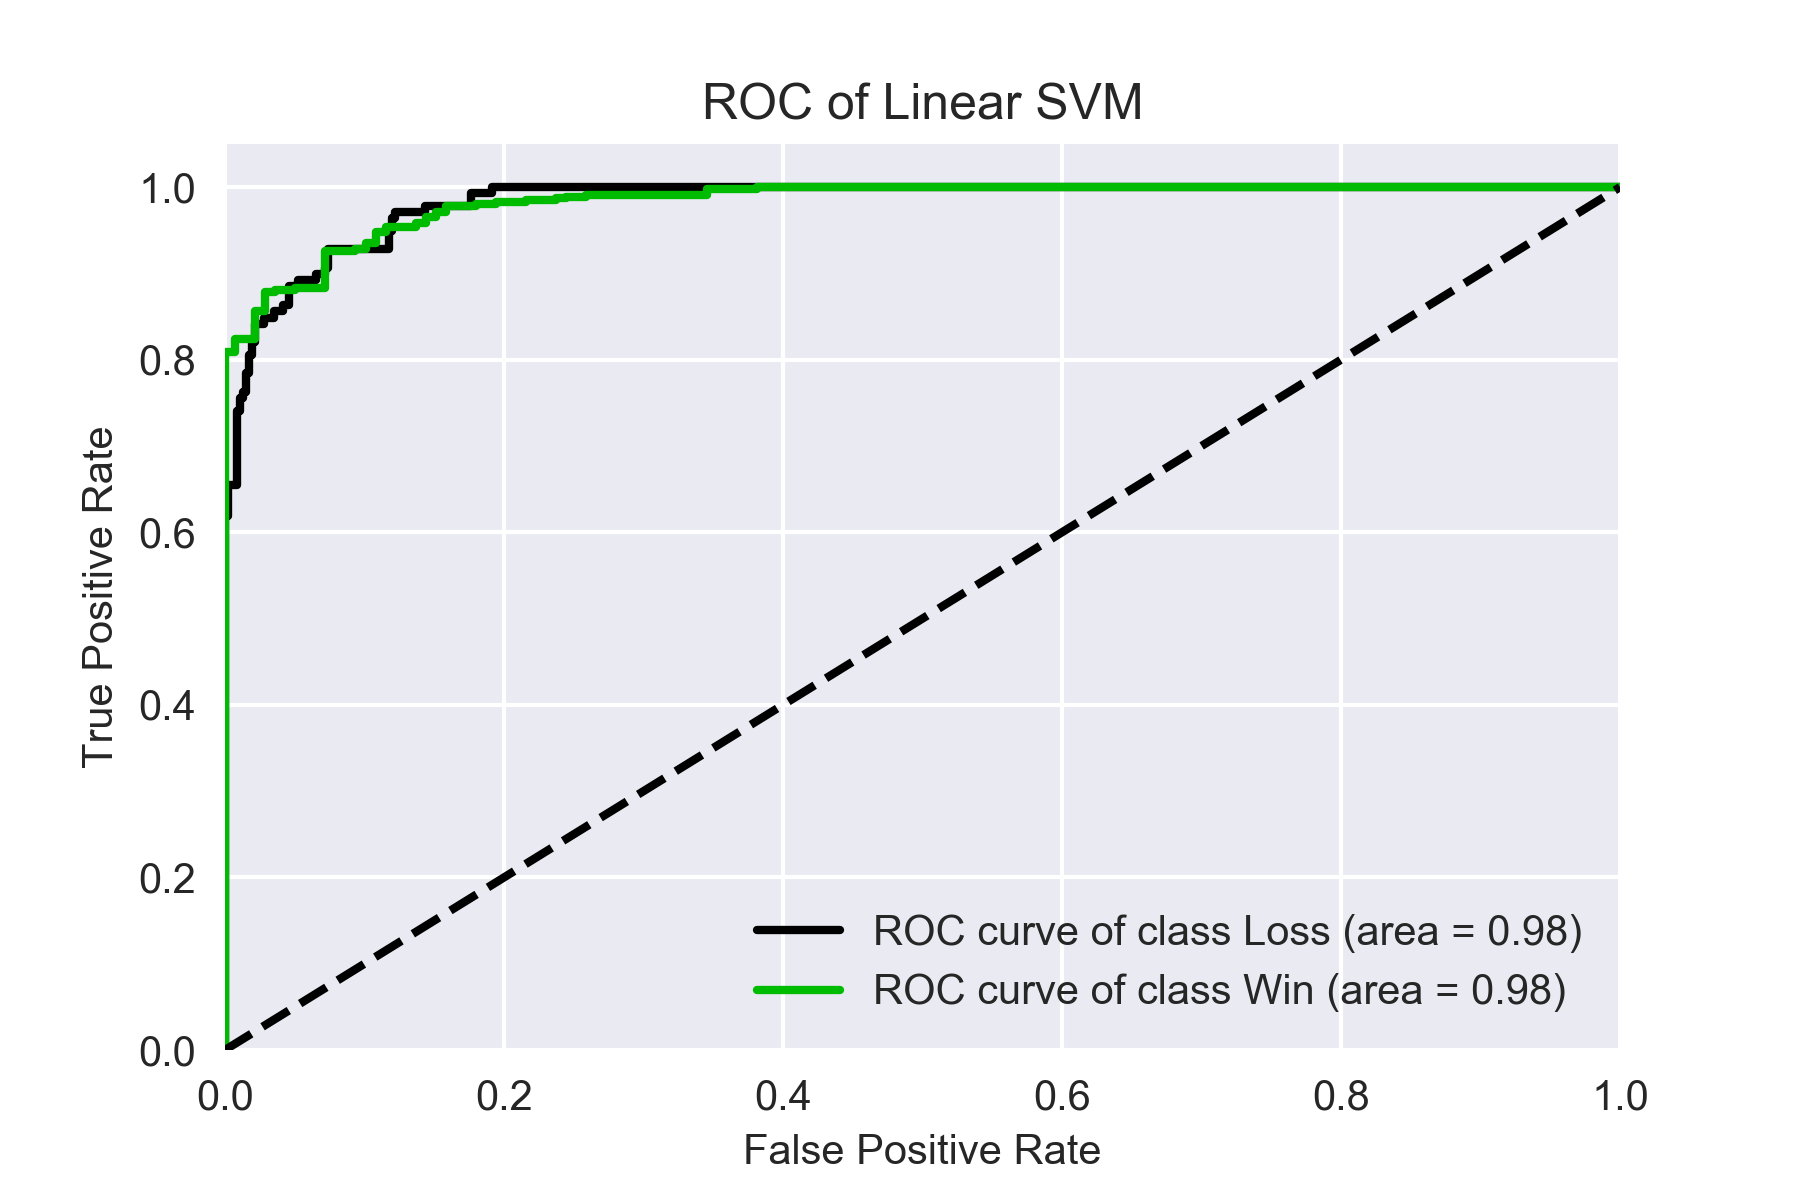 ROC of Linear SVM
1.0
0.8
0.6
0.4
0.2
0.0
True Positive Rate
ROC curve of class Loss (area = 0.98)
ROC curve of class Win (area = 0.98)
0.0 0.2 0.4 0.6 0.8 1.0
False Positive Rate